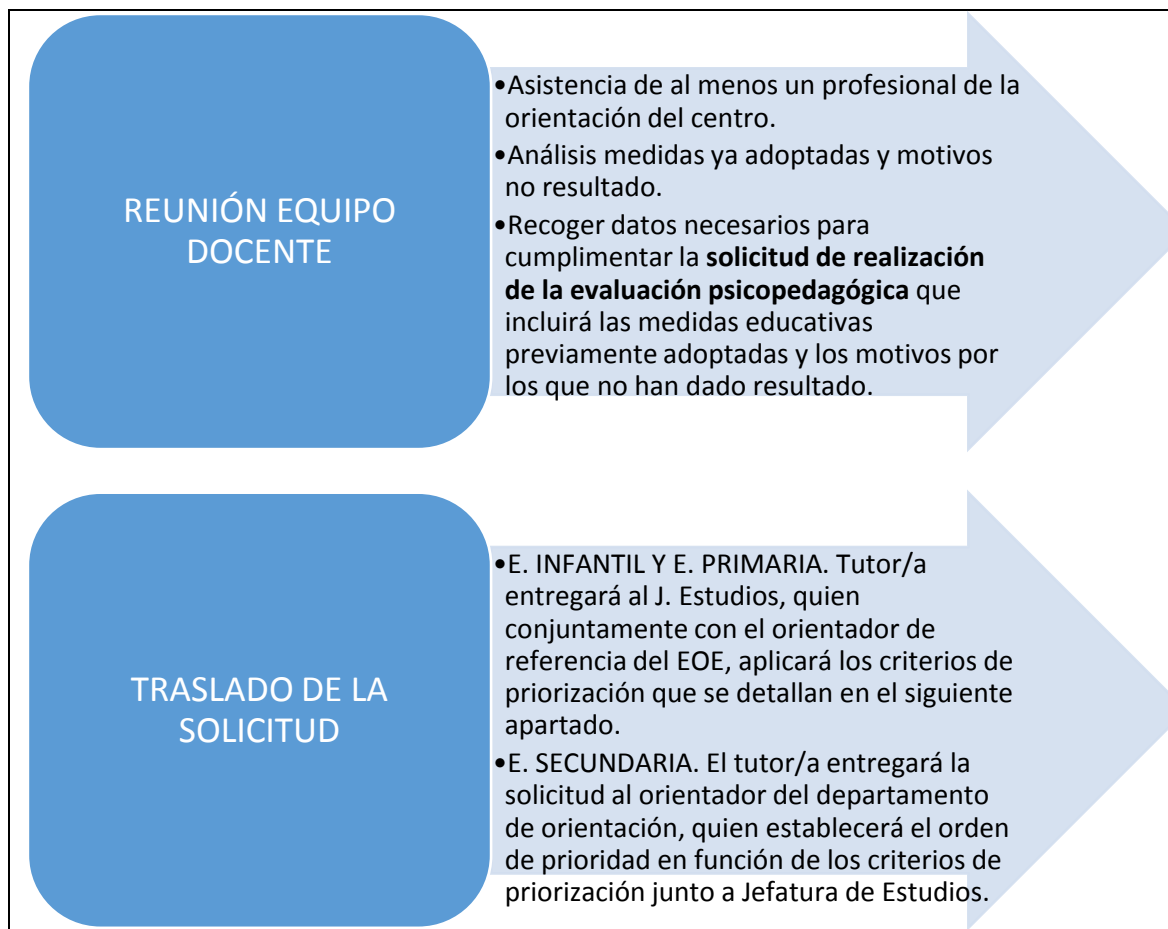 REUNIÓN EQUIPO
DOCENTE
•Asistencia de al menos un profesional de la
orientación del centro.
•Análisis medidas ya adoptadas y motivos
no resultado.
•Recoger datos necesarios para
cumplimentar la solicitud de realización
de la evaluación psicopedagógica que
incluirá las medidas educativas
previamente adoptadas y los motivos por
los que no han dado resultado.
TRASLADO DE LA
SOLICITUD
•E. INFANTIL Y E. PRIMARIA. Tutor/a
entregará al J. Estudios, quien
conjuntamente con el orientador de
referencia del EOE, aplicará los criterios de
priorización que se detallan en el siguiente
apartado.
•E. SECUNDARIA. El tutor/a entregará la
solicitud al orientador del departamento
de orientación, quien establecerá el orden
de prioridad en función de los criterios de
priorización junto a Jefatura de Estudios.